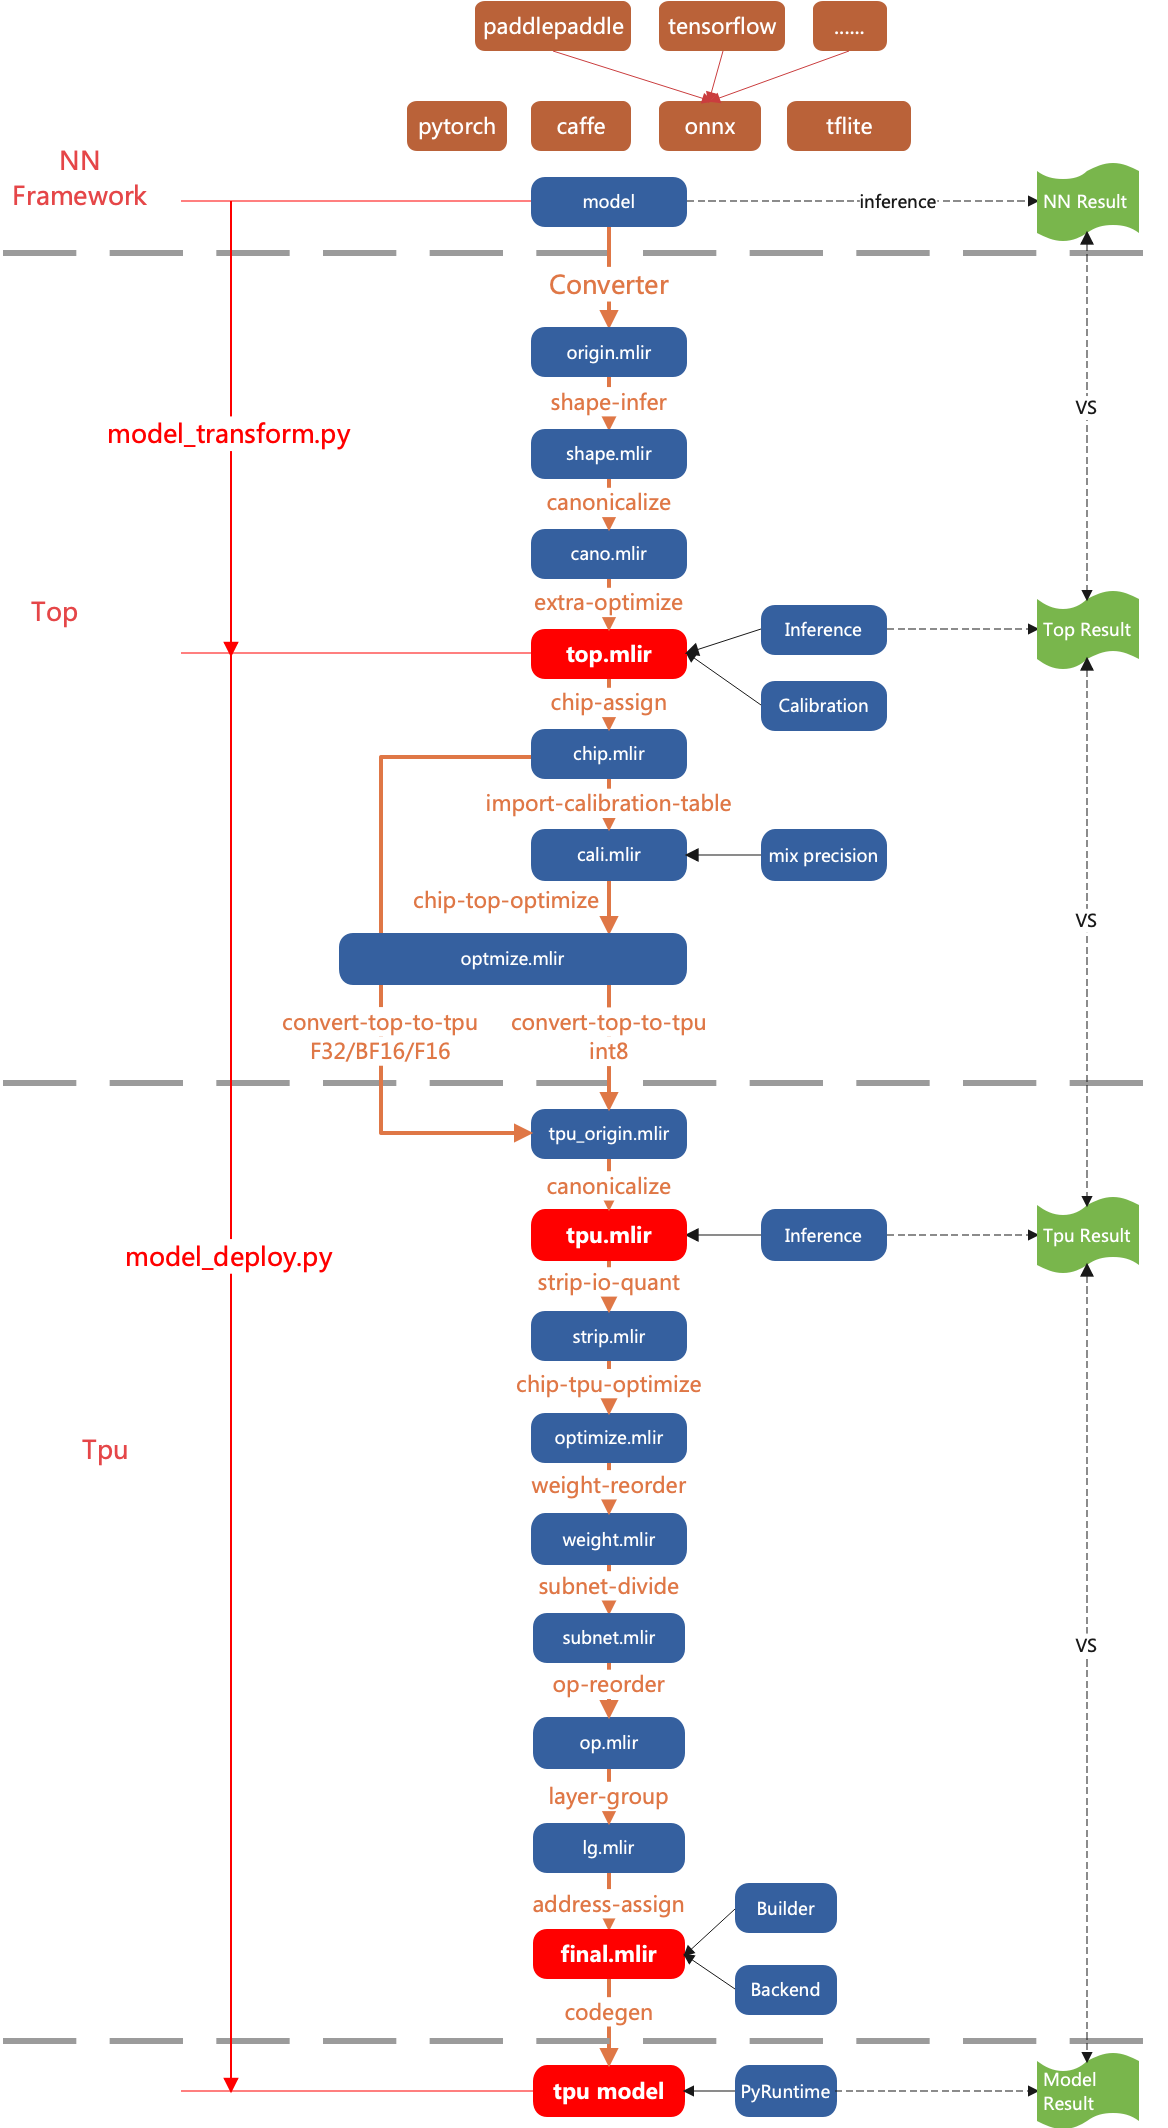 paddlepaddle
tensorflow
......
pytorch
caffe
onnx
tflite
NN
Framework
model
inference
NN Result
Converter
origin.mlir
shape-infer
VS
model_transform.py
shape.mlir
canonicalize
cano.mlir
extra-optimize
Top
Inference
Top Result
top.mlir
chip-assign
Calibration
chip.mlir
import-calibration-table
cali.mlir
mix precision
chip-top-optimize
VS
optmize.mlir
convert-top-to-tpu
F32/BF16/F16
convert-top-to-tpu
int8
tpu_origin.mlir
canonicalize
tpu.mlir
Inference
Tpu Result
model_deploy.py
strip-io-quant
strip.mlir
chip-tpu-optimize
optimize.mlir
Tpu
weight-reorder
weight.mlir
subnet-divide
subnet.mlir
VS
op-reorder
op.mlir
layer-group
lg.mlir
address-assign
Builder
final.mlir
Backend
codegen
tpu model
PyRuntime
Model
Result